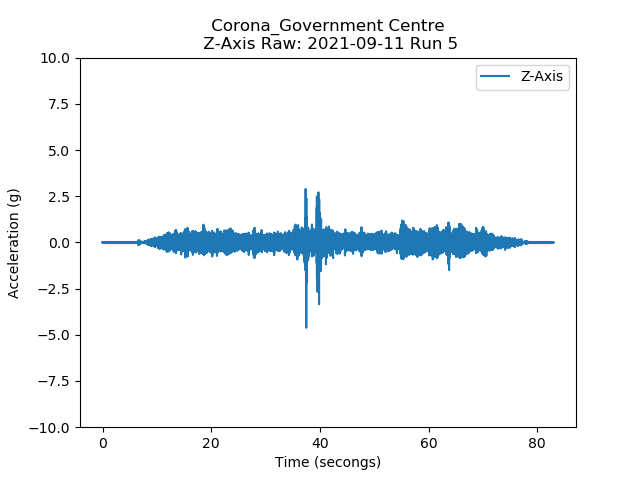 Corona_Government Centre
Z-Axis Raw: 2021-09-11 Run 5
Z-Axis
10.0
7.5
5.0
2.5
0.0
−2.5
−5.0
−7.5
−10.0
Acceleration (g)
0 20 40 60 80
Time (seconds)